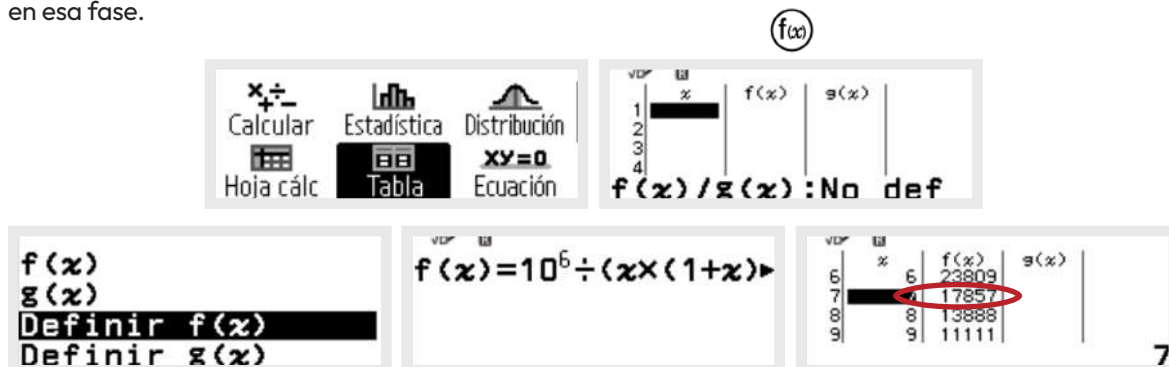 en esa fase.
f(x)
Calcular Estadística Distribución
XY=0
Hoja cálc Tabla Ecuación
√D R
x f(x) g(x)
1
2
3
4
f(x)/g(x):No def
f(x)
g(x)
Definir f(x)
Definir g(x)
√D R
f(x)=10⁶÷(x×(1+x)▸
√D R
x f(x) g(x)
6 6 23809
7 17857
8 8 13888
9 9 11111
7